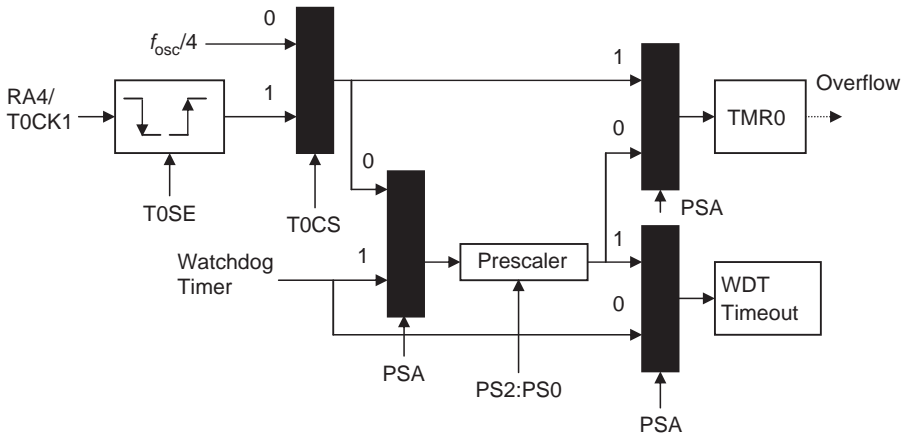 0
fosc/4
RA4/
T0CK1
1
T0SE
T0CS
0
1
Watchdog
Timer
PSA
Prescaler
PS2:PS0
1
0
TMR0
Overflow
PSA
1
0
WDT
Timeout
PSA